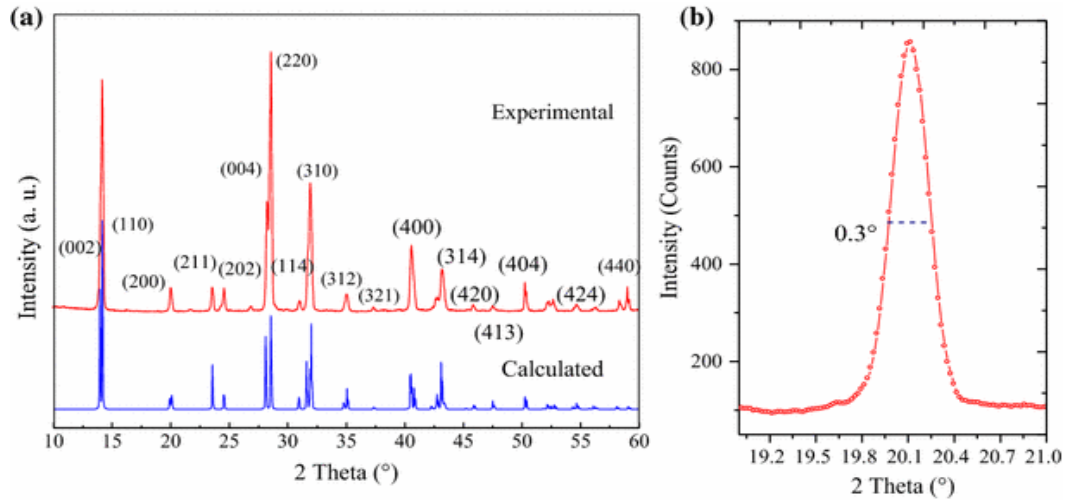 (a)
(220)
Experimental
(004)
(310)
(110)
(400)
(002)
(211)
(202)
(114)
(314)
(404)
(440)
(200)
(312)
(321)
(420)
(424)
(413)
Calculated
Intensity (a. u.)
10 15 20 25 30 35 40 45 50 55 60
2 Theta (°)
(b)
800
600
400
200
0.3°
Intensity (Counts)
19.2 19.5 19.8 20.1 20.4 20.7 21.0
2 Theta (°)